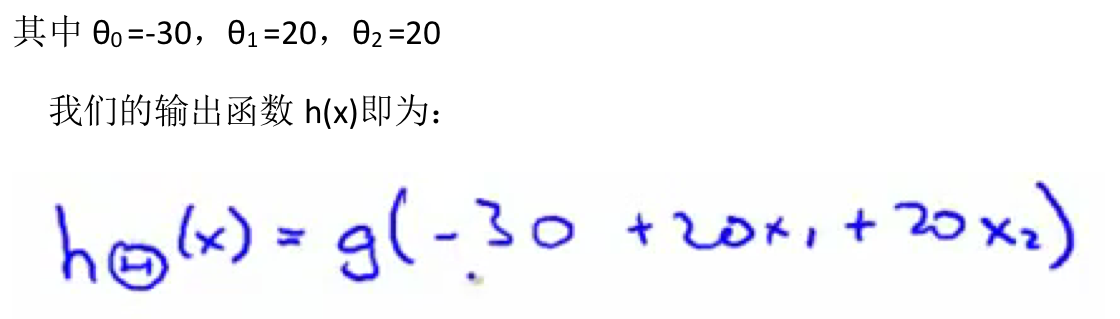 其中 θ₀=-30，θ₁=20，θ₂=20
我们的输出函数 h(x)即为：
h_Θ(x) = g(-30 +20x₁ + 20x₂)